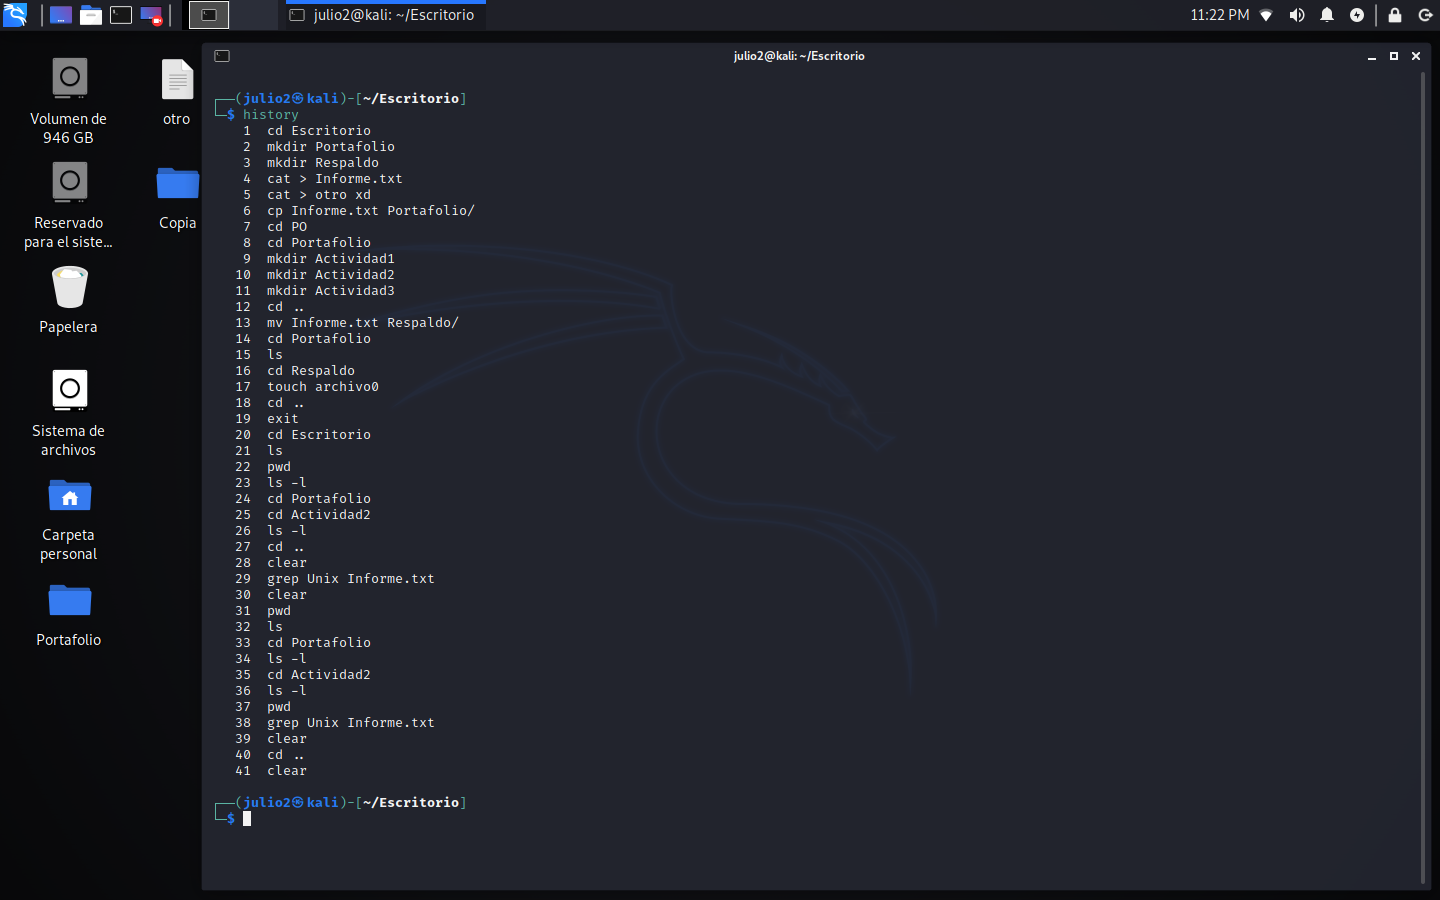 julio2@kali: ~/Escritorio
11:22 PM
julio2@kali: ~/Escritorio
Volumen de
946 GB
otro
Reservado
para el siste...
Copia
Papelera
Sistema de
archivos
Carpeta
personal
Portafolio
(julio2㉿kali)-[~/Escritorio]
$ history
1 cd Escritorio
2 mkdir Portafolio
3 mkdir Respaldo
4 cat > Informe.txt
5 cat > otro xd
6 cp Informe.txt Portafolio/
7 cd PO
8 cd Portafolio
9 mkdir Actividad1
10 mkdir Actividad2
11 mkdir Actividad3
12 cd ..
13 mv Informe.txt Respaldo/
14 cd Portafolio
15 ls
16 cd Respaldo
17 touch archivo0
18 cd ..
19 exit
20 cd Escritorio
21 ls
22 pwd
23 ls -l
24 cd Portafolio
25 cd Actividad2
26 ls -l
27 cd ..
28 clear
29 grep Unix Informe.txt
30 clear
31 pwd
32 ls
33 cd Portafolio
34 ls -l
35 cd Actividad2
36 ls -l
37 pwd
38 grep Unix Informe.txt
39 clear
40 cd ..
41 clear
(julio2㉿kali)-[~/Escritorio]
$